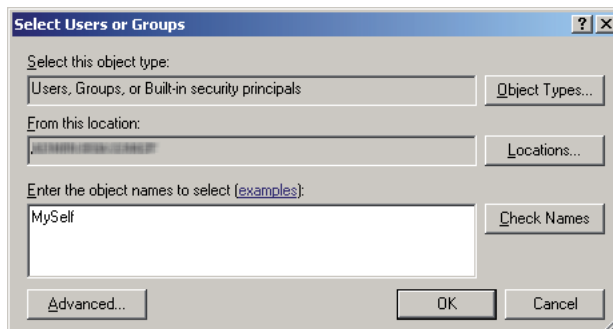 Select Users or Groups
Select this object type:
Users, Groups, or Built-in security principals
Object Types...
From this location:
Locations...
Enter the object names to select (examples):
MySelf
Check Names
Advanced...
OK
Cancel